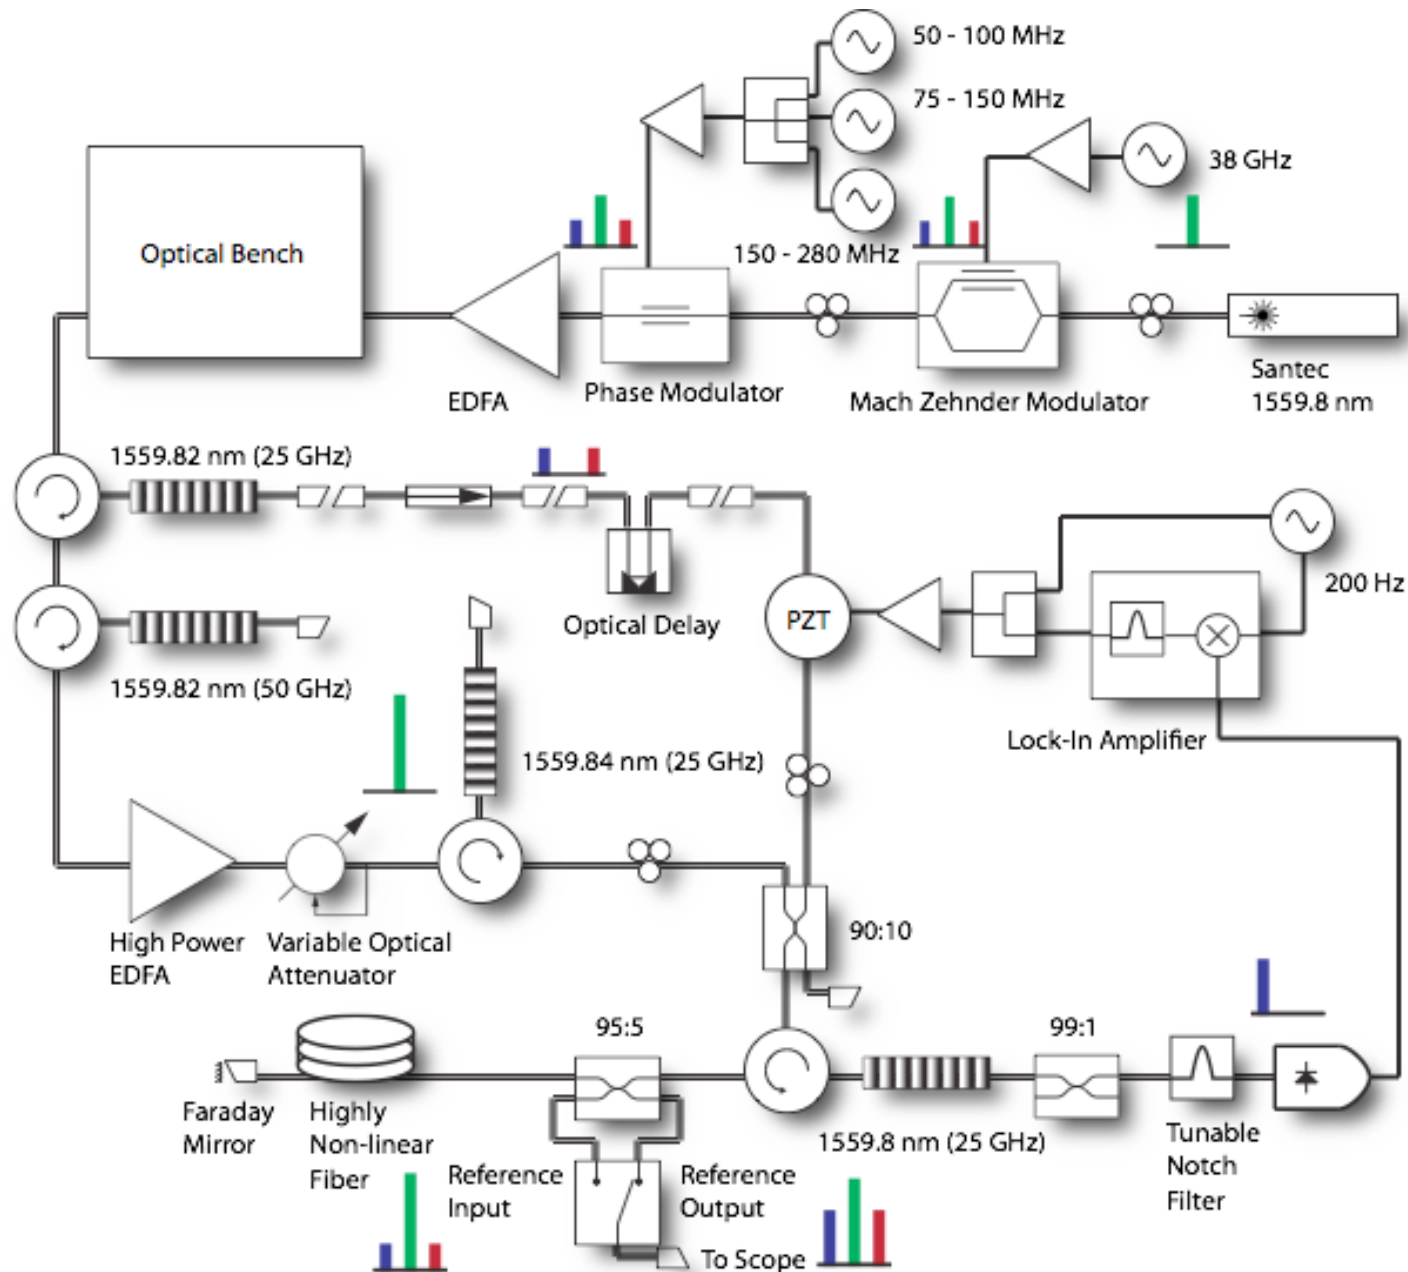 50 - 100 MHz
75 - 150 MHz
38 GHz
150 - 280 MHz
Optical Bench
EDFA
Phase Modulator
Mach Zehnder Modulator
Santec
1559.8 nm
1559.82 nm (25 GHz)
Optical Delay
PZT
200 Hz
1559.82 nm (50 GHz)
1559.84 nm (25 GHz)
Lock-In Amplifier
High Power
EDFA
Variable Optical
Attenuator
90:10
95:5
99:1
Faraday
Mirror
Highly
Non-linear
Fiber
Reference
Input
Reference
Output
1559.8 nm (25 GHz)
Tunable
Notch
Filter
To Scope